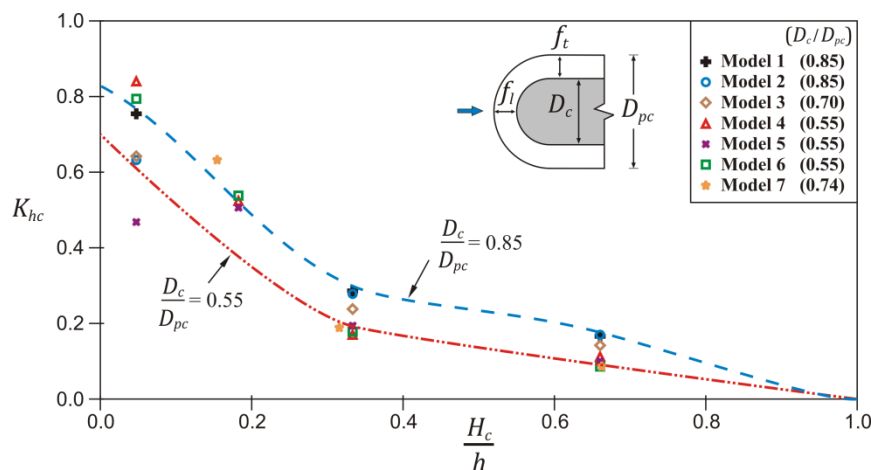 1.0
0.8
0.6
0.4
0.2
0.0
K_hc
0.0 0.2 0.4 0.6 0.8 1.0
H_c
h
f_t
f_l
D_c
D_pc
D_c/D_pc = 0.85
D_c/D_pc = 0.55
(D_c/D_pc)
Model 1 (0.85)
Model 2 (0.85)
Model 3 (0.70)
Model 4 (0.55)
Model 5 (0.55)
Model 6 (0.55)
Model 7 (0.74)